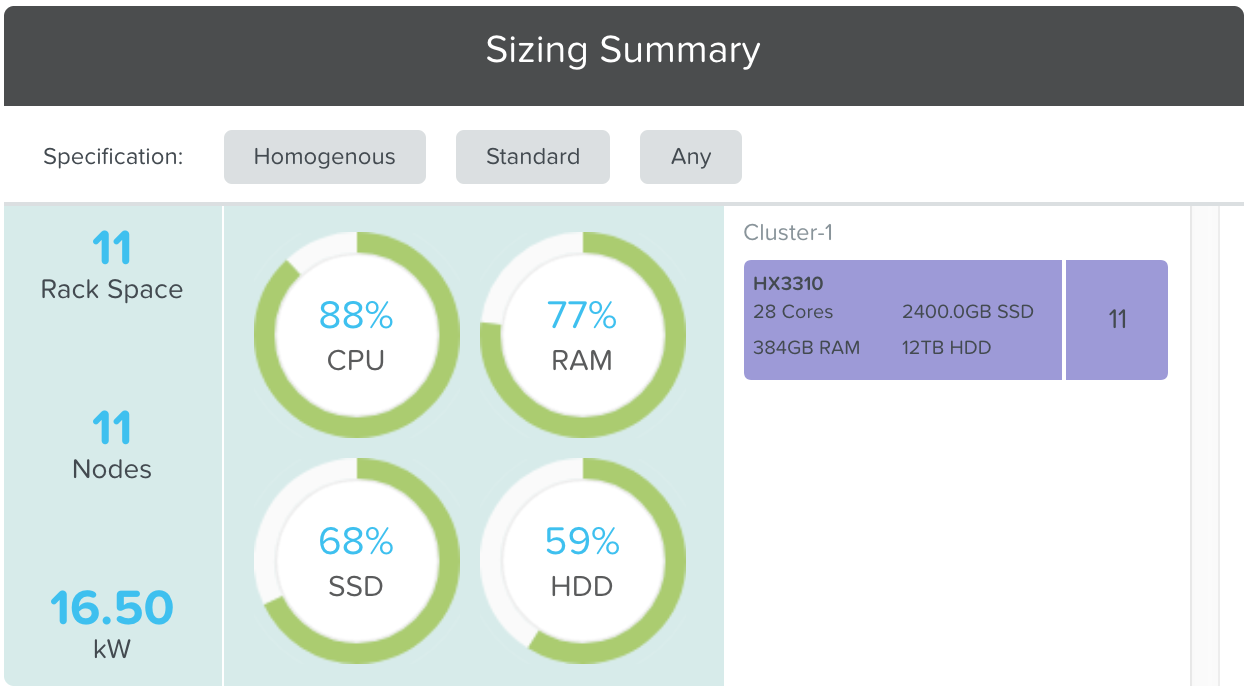 Sizing Summary
Specification: Homogenous Standard Any
11
Rack Space
11
Nodes
16.50
kW
88%
CPU
77%
RAM
68%
SSD
59%
HDD
Cluster-1
HX3310
28 Cores 2400.0GB SSD
384GB RAM 12TB HDD
11